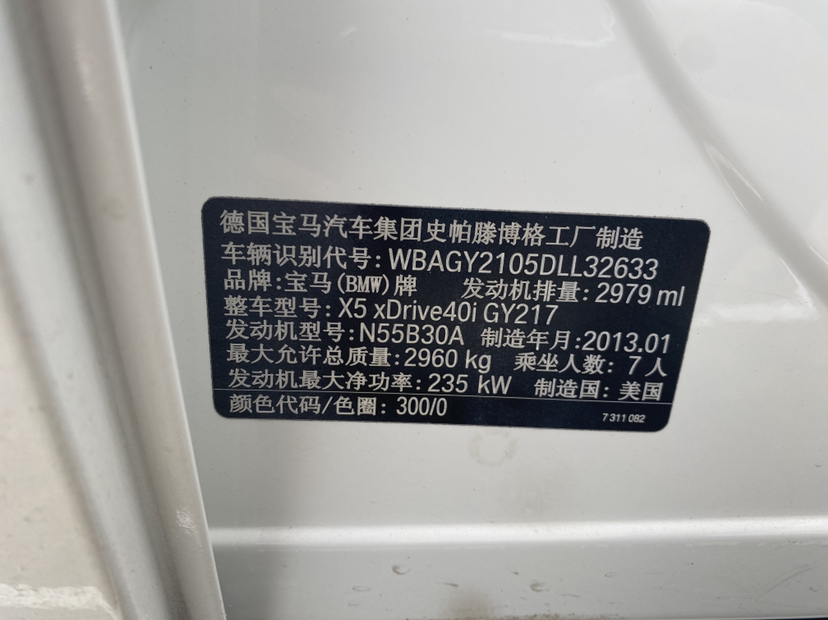 德国宝马汽车集团史帕滕博格工厂制造
车辆识别代号: WBAGY2105DLL32633
品牌: 宝马(BMW)牌 发动机排量: 2979 ml
整车型号: X5 xDrive40i GY217
发动机型号: N55B30A 制造年月: 2013.01
最大允许总质量: 2960 kg 乘坐人数: 7人
发动机最大净功率: 235 kW 制造国: 美国
颜色代码/色圈: 300/0 7 311 082